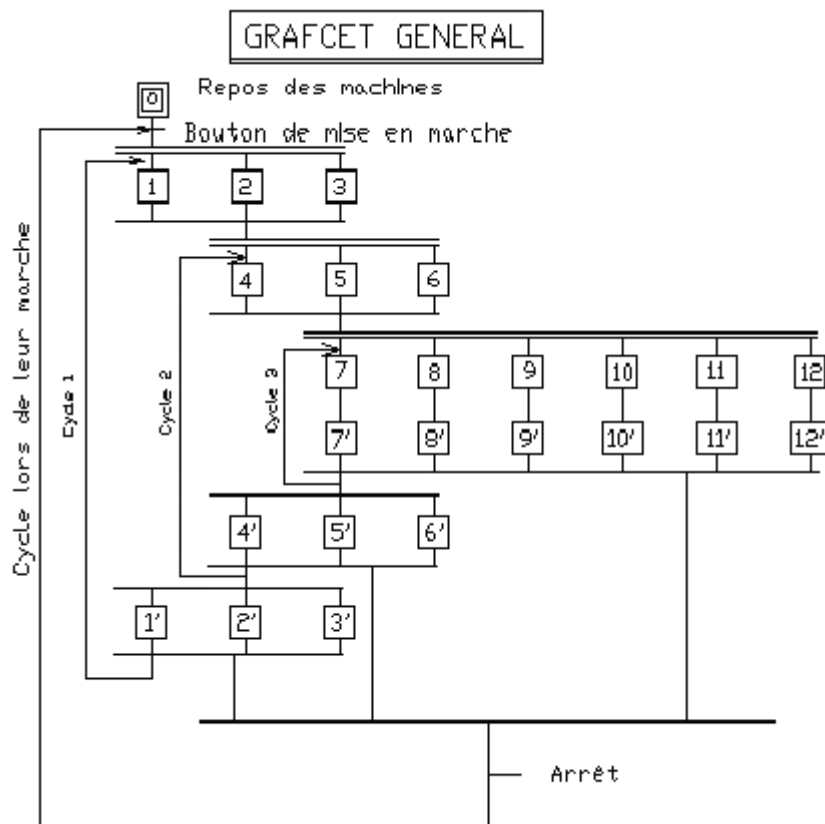 GRAFCET GENERAL
0 Repos des machines
Bouton de mise en marche
1 2 3
4 5 6
7 8 9 10 11 12
7' 8' 9' 10' 11' 12'
4' 5' 6'
1' 2' 3'
Arrêt
Cycle lors de leur marche
Cycle 1
Cycle 2
Cycle 3